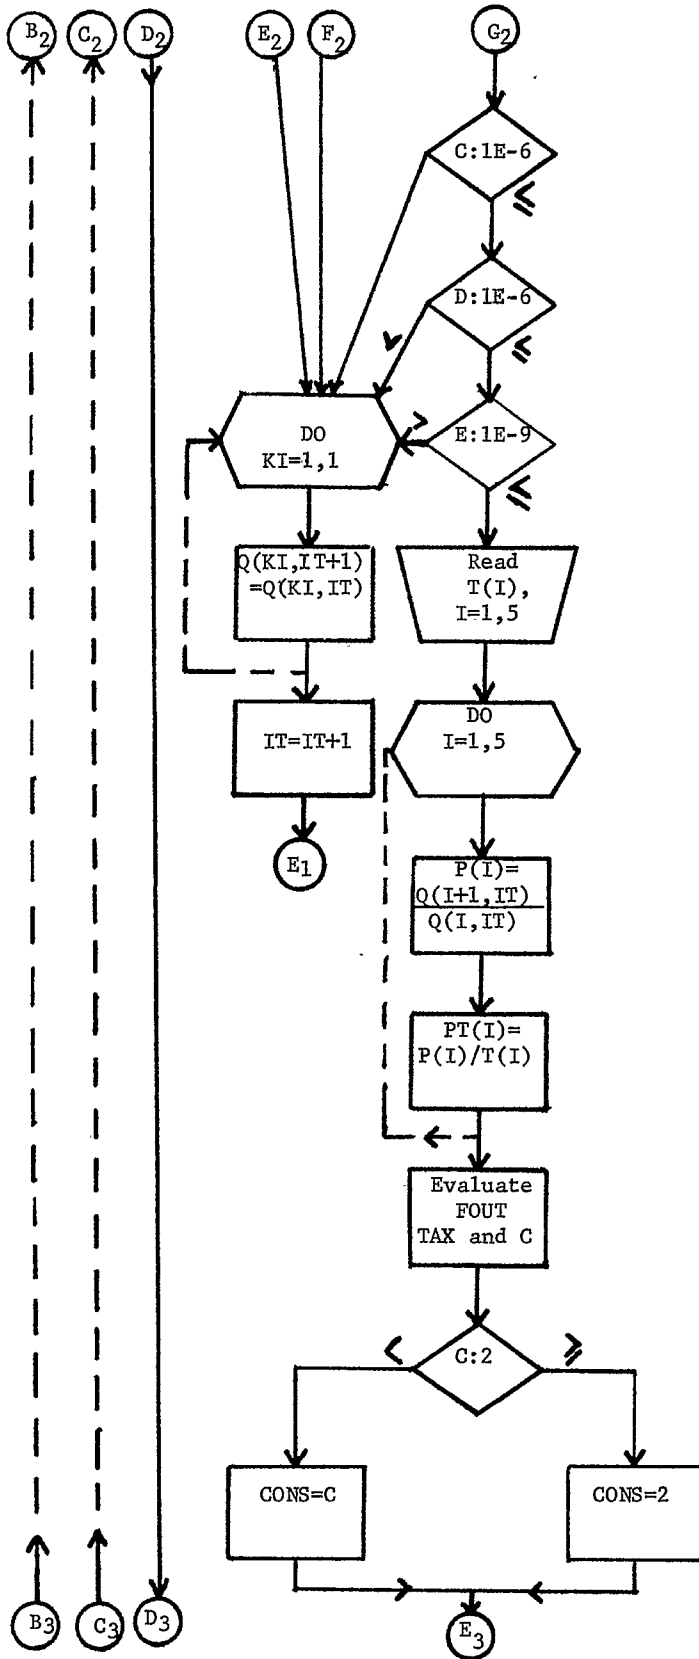 B2 C2 D2 E2 F2 G2
C:1E-6
≤
D:1E-6
>
≤
DO
KI=1,1
>
E:1E-9
≤
Q(KI,IT+1)
=Q(KI,IT)
Read
T(I),
I=1,5
IT=IT+1
DO
I=1,5
E1
P(I)=
Q(I+1,IT)
Q(I,IT)
PT(I)=
P(I)/T(I)
Evaluate
FOUT
TAX and C
<
C:2
≥
CONS=C
CONS=2
B3 C3 D3 E3